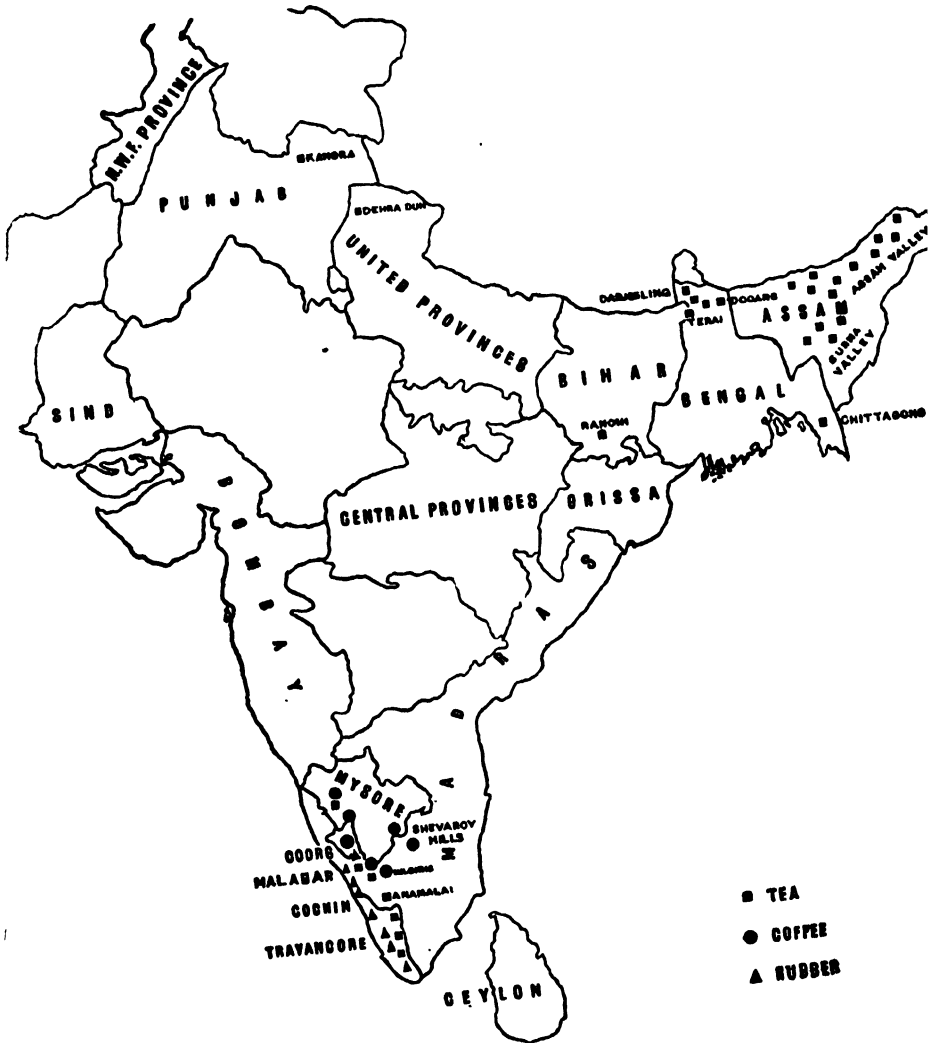 N.W.F. PROVINCE
KANGRA
PUNJAB
DEHRA DUN
UNITED PROVINCES
DARJEELING
DOOARS
TERAI
ASSAM VALLEY
ASSAM
SURMA
VALLEY
BIHAR
BENGAL
SIND
RANCHI
CHITTAGONG
CENTRAL PROVINCES
ORISSA
BOMBAY
MADRAS
MYSORE
SHEVAROY
HILLS
COORG
NILGIRIS
MALABAR
ANAMALAI
COCHIN
TRAVANCORE
CEYLON
TEA
COFFEE
RUBBER